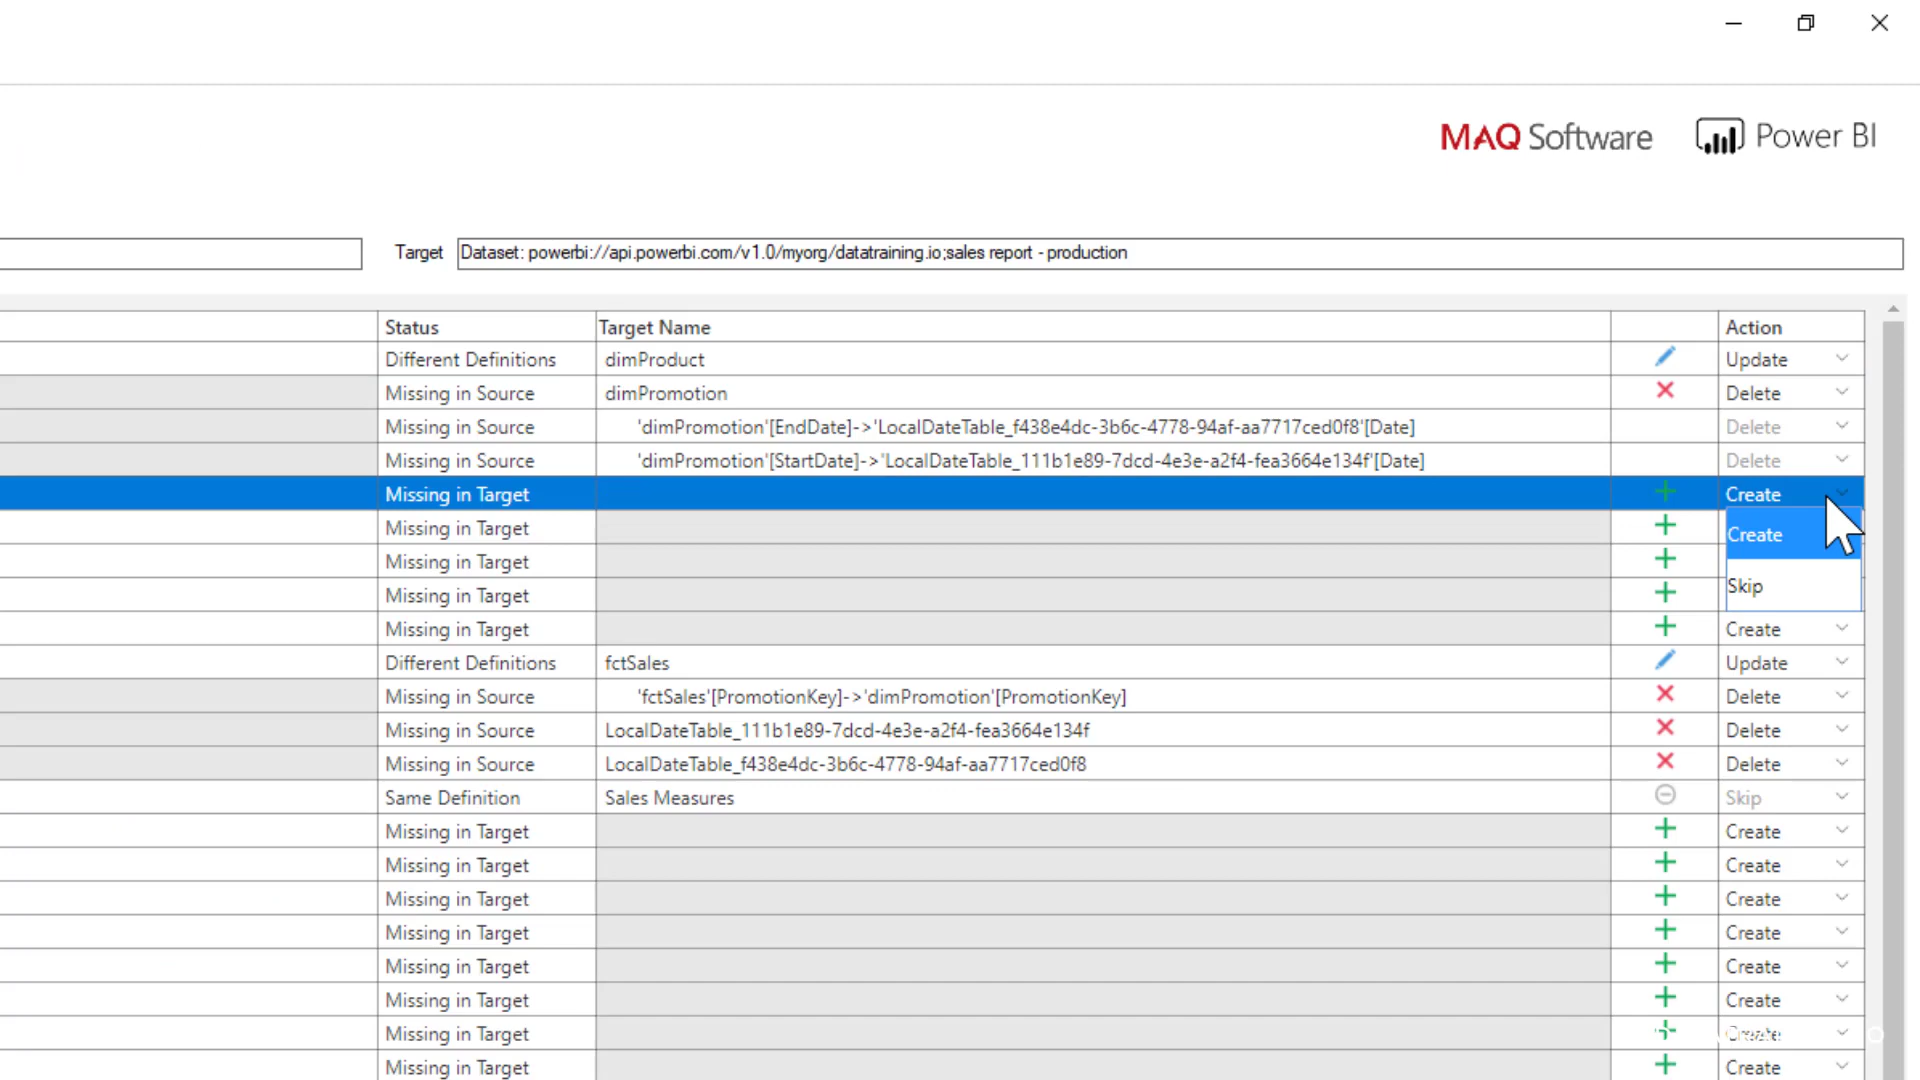 MAQ Software Power BI
Target Dataset: powerbi://api.powerbi.com/v1.0/myorg/datatraining.io;sales report - production
Status Target Name Action
Different Definitions dimProduct Update
Missing in Source dimPromotion Delete
Missing in Source 'dimPromotion'[EndDate]->'LocalDateTable_f438e4dc-3b6c-4778-94af-aa7717ced0f8'[Date] Delete
Missing in Source 'dimPromotion'[StartDate]->'LocalDateTable_111b1e89-7dcd-4e3e-a2f4-fea3664e134f'[Date] Delete
Missing in Target Create
Missing in Target Create
Missing in Target
Missing in Target Skip
Missing in Target Create
Different Definitions fctSales Update
Missing in Source 'fctSales'[PromotionKey]->'dimPromotion'[PromotionKey] Delete
Missing in Source LocalDateTable_111b1e89-7dcd-4e3e-a2f4-fea3664e134f Delete
Missing in Source LocalDateTable_f438e4dc-3b6c-4778-94af-aa7717ced0f8 Delete
Same Definition Sales Measures Skip
Missing in Target Create
Missing in Target Create
Missing in Target Create
Missing in Target Create
Missing in Target Create
Missing in Target Create
Missing in Target Create
Missing in Target Create